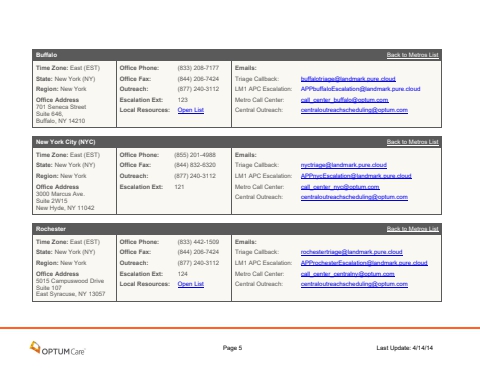 Buffalo Back to Metros List
Time Zone: East (EST) Office Phone: (833) 208-7177 Emails:
State: New York (NY) Office Fax: (844) 206-7424 Triage Callback: buffalotriage@landmark.pure.cloud
Region: New York Outreach: (877) 240-3112 LM1 APC Escalation: APPbuffaloEscalation@landmark.pure.cloud
Office Address Escalation Ext: 123 Metro Call Center: call_center_buffalo@optum.com
701 Seneca Street Local Resources: Open List Central Outreach: centraloutreachscheduling@optum.com
Suite 646,
Buffalo, NY 14210
New York City (NYC) Back to Metros List
Time Zone: East (EST) Office Phone: (855) 201-4988 Emails:
State: New York (NY) Office Fax: (844) 832-6320 Triage Callback: nyctriage@landmark.pure.cloud
Region: New York Outreach: (877) 240-3112 LM1 APC Escalation: APPnycEscalation@landmark.pure.cloud
Office Address Escalation Ext: 121 Metro Call Center: call_center_nyc@optum.com
3000 Marcus Ave. Central Outreach: centraloutreachscheduling@optum.com
Suite 2W15
New Hyde, NY 11042
Rochester Back to Metros List
Time Zone: East (EST) Office Phone: (833) 442-1509 Emails:
State: New York (NY) Office Fax: (844) 206-7424 Triage Callback: rochestertriage@landmark.pure.cloud
Region: New York Outreach: (877) 240-3112 LM1 APC Escalation: APProchesterEscalation@landmark.pure.cloud
Office Address Escalation Ext: 124 Metro Call Center: call_center_centralny@optum.com
5015 Campuswood Drive Local Resources: Open List Central Outreach: centraloutreachscheduling@optum.com
Suite 107
East Syracuse, NY 13057
OPTUMCare Page 5 Last Update: 4/14/14